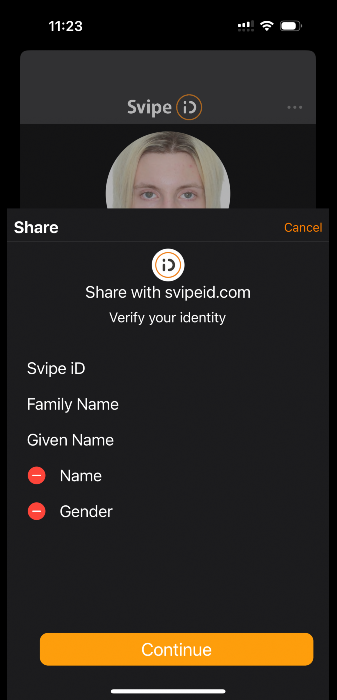 11:23
Svipe iD
Share
Cancel
iD
Share with svipeid.com
Verify your identity
Svipe iD
Family Name
Given Name
Name
Gender
Continue